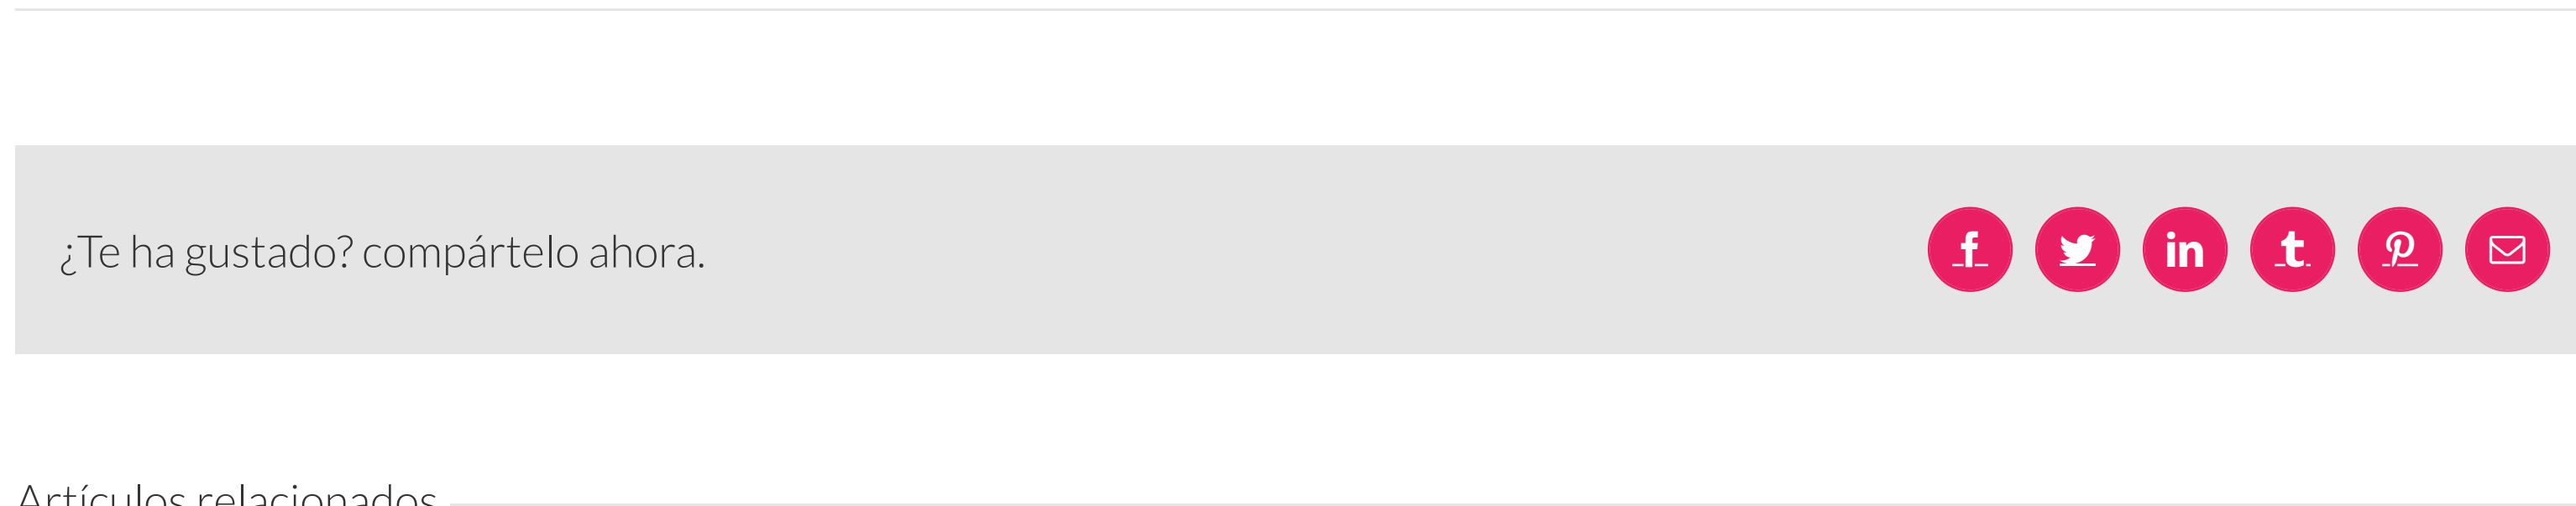 ¿Te ha gustado? compártelo ahora.
Artículos relacionados